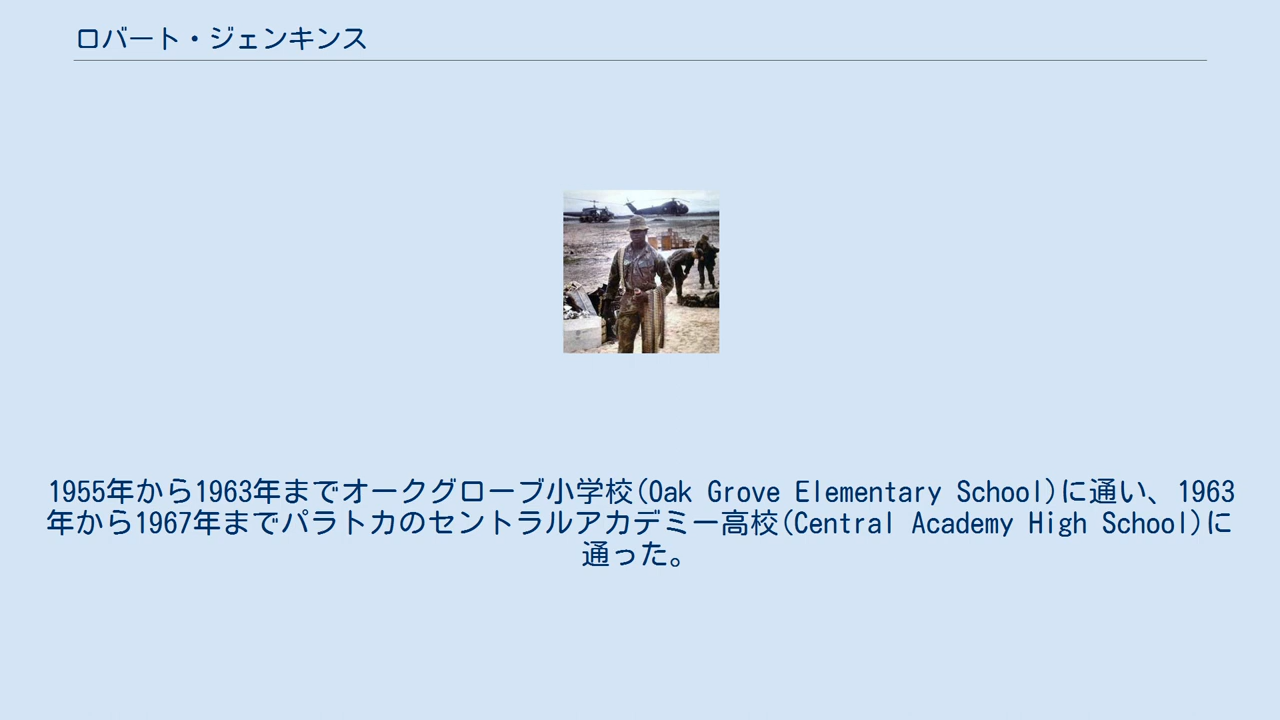 ロバート・ジェンキンス
1955年から1963年までオークグローブ小学校(Oak Grove Elementary School)に通い、1963
年から1967年までパラトカのセントラルアカデミー高校(Central Academy High School)に
通った。